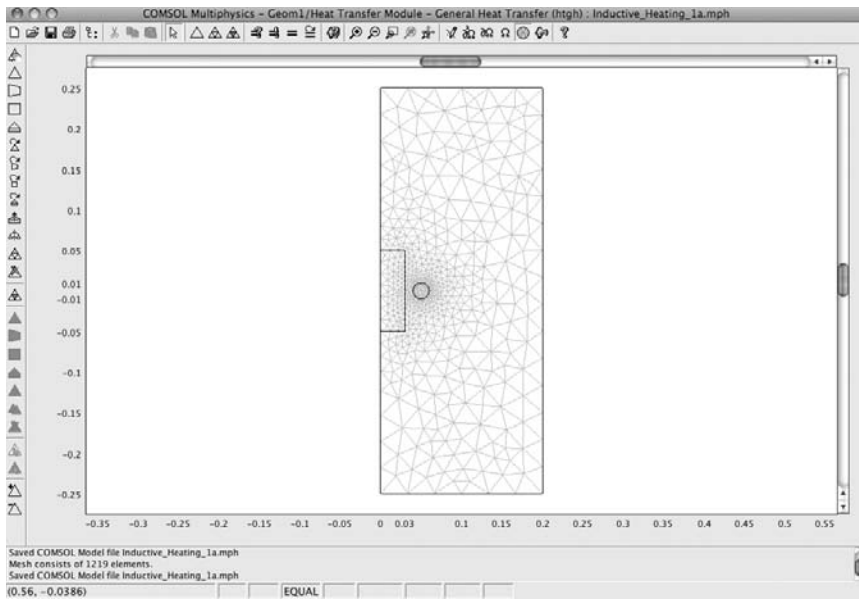 COMSOL Multiphysics - Geom1/Heat Transfer Module - General Heat Transfer (htgh) : Inductive_Heating_1a.mph
0.25
0.2
0.15
0.1
0.05
0.01
-0.01
-0.05
-0.1
-0.15
-0.2
-0.25
-0.35 -0.3 -0.25 -0.2 -0.15 -0.1 -0.05 0 0.03 0.1 0.15 0.2 0.25 0.3 0.35 0.4 0.45 0.5 0.55
Saved COMSOL Model file Inductive_Heating_1a.mph
Mesh consists of 1219 elements.
Saved COMSOL Model file Inductive_Heating_1a.mph
(0.56, -0.0386) EQUAL